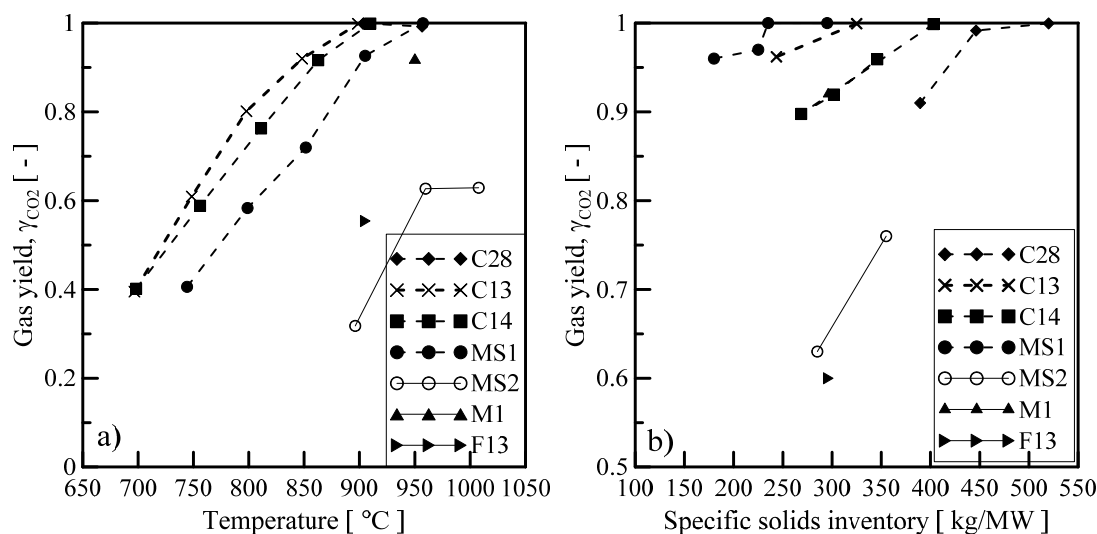 1
0.8
0.6
0.4
0.2
0
Gas yield, γCO2 [ - ]
650 700 750 800 850 900 950 1000 1050
Temperature [ °C]
a)
C28
C13
C14
MS1
MS2
M1
F13
1
0.9
0.8
0.7
0.6
0.5
Gas yield, γCO2 [ - ]
100 150 200 250 300 350 400 450 500 550
Specific solids inventory [ kg/MW ]
b)
C28
C13
C14
MS1
MS2
M1
F13